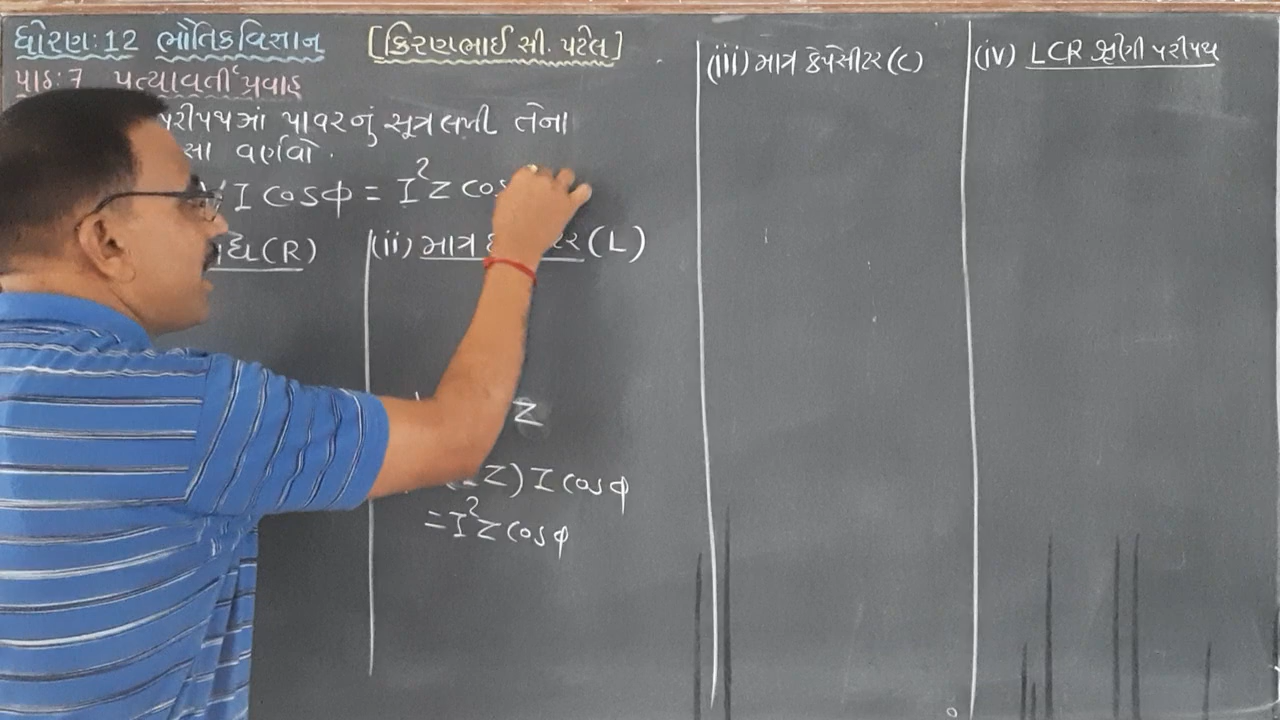 ધોરણ:12 ભૌતિકવિજ્ઞાન [કિરણભાઈ સી. પટેલ]
પાઠ:7 પ્રત્યાવર્તી પ્રવાહ
પરીપથમાં પાવરનું સૂત્ર લખી તેના
વર્ણવો.
VI cosϕ = I²Z cos
(R)
(ii) માત્ર (L)
Z
Z) I cosϕ
= I²Z cosϕ
(iii) માત્ર કેપેસીટર (C)
(iv) LCR શ્રેણી પરીપથ